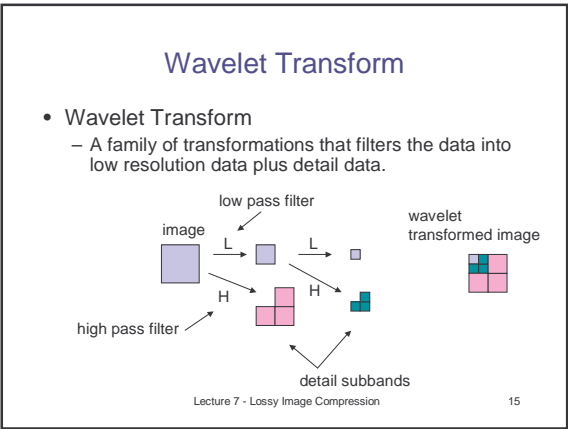 Wavelet Transform
• Wavelet Transform
– A family of transformations that filters the data into
low resolution data plus detail data.
low pass filter
image
L
L
wavelet
transformed image
H
H
high pass filter
detail subbands
Lecture 7 - Lossy Image Compression
15